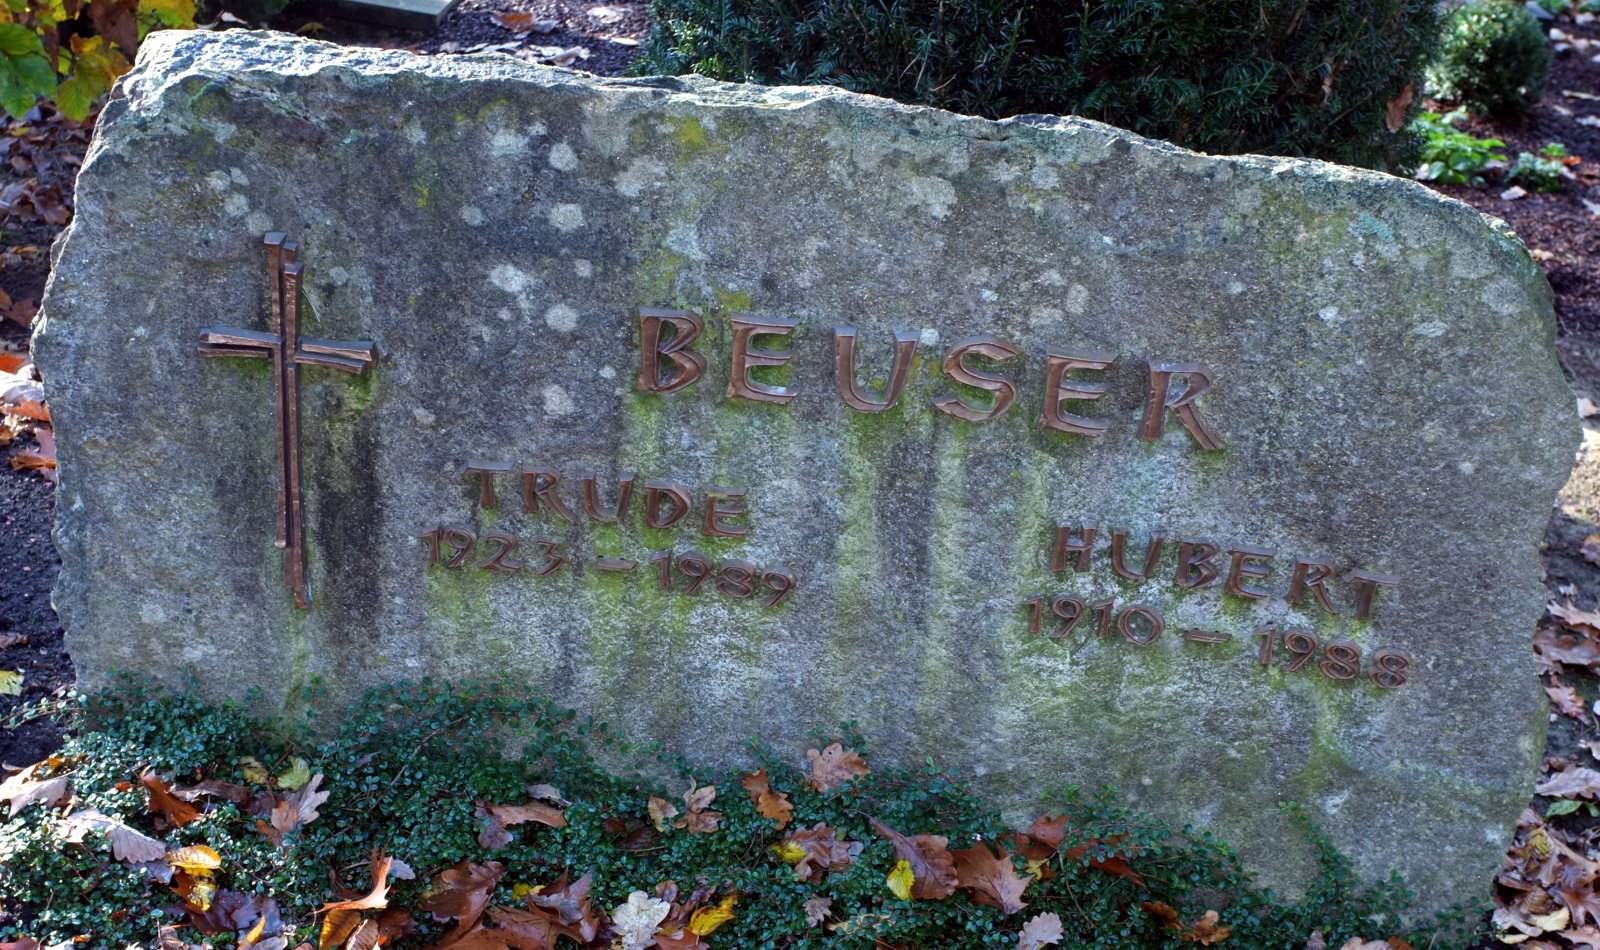 BEUSER
TRUDE
1923 – 1989
HUBERT
1910 – 1988